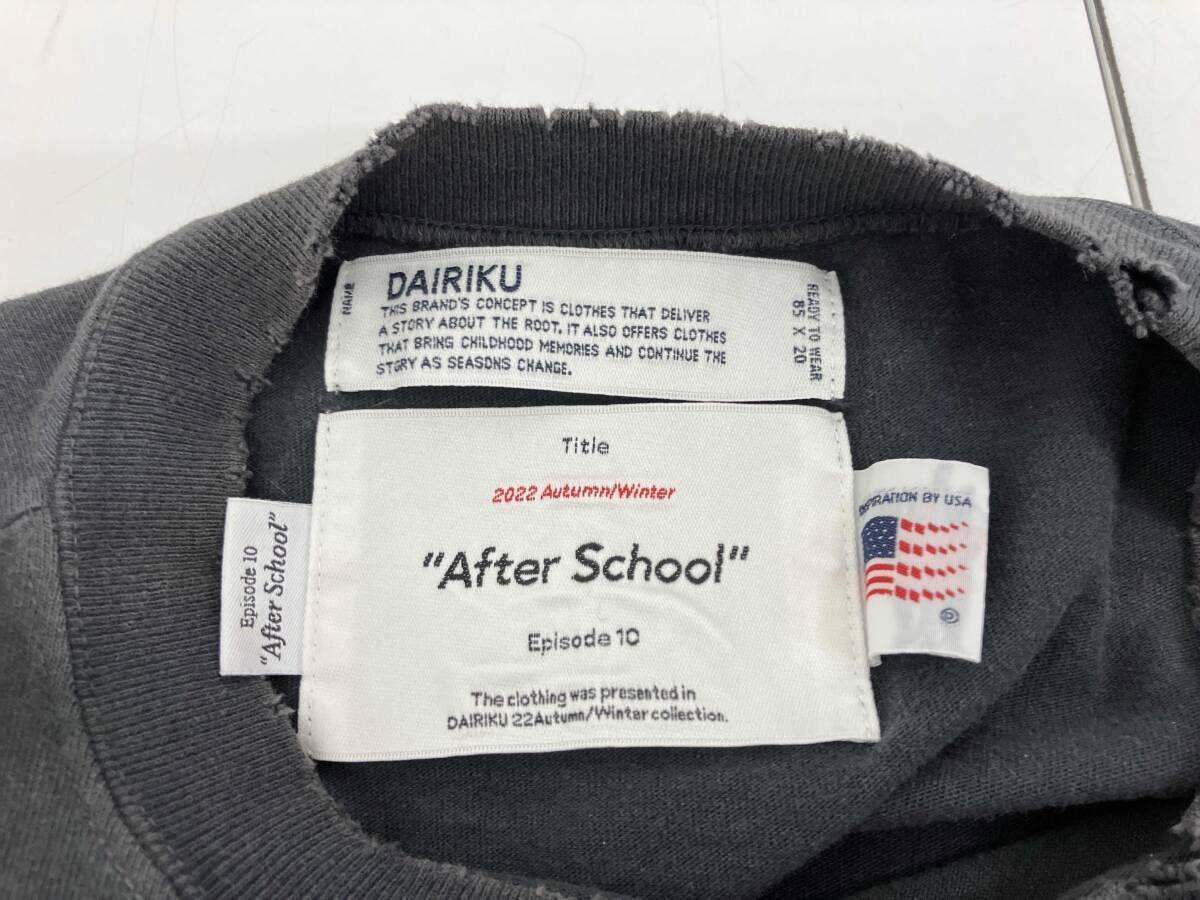 NAME
DAIRIKU
THIS BRAND'S CONCEPT IS CLOTHES THAT DELIVER
A STORY ABOUT THE ROOT. IT ALSO OFFERS CLOTHES
THAT BRING CHILDHOOD MEMORIES AND CONTINUE THE
STORY AS SEASONS CHANGE.
READY TO WEAR
85 X 20
Title
2022 Autumn/Winter
"After School"
Episode 10
The clothing was presented in
DAIRIKU 22Autumn/Winter collection.
Episode 10
"After School"
BY USA
©